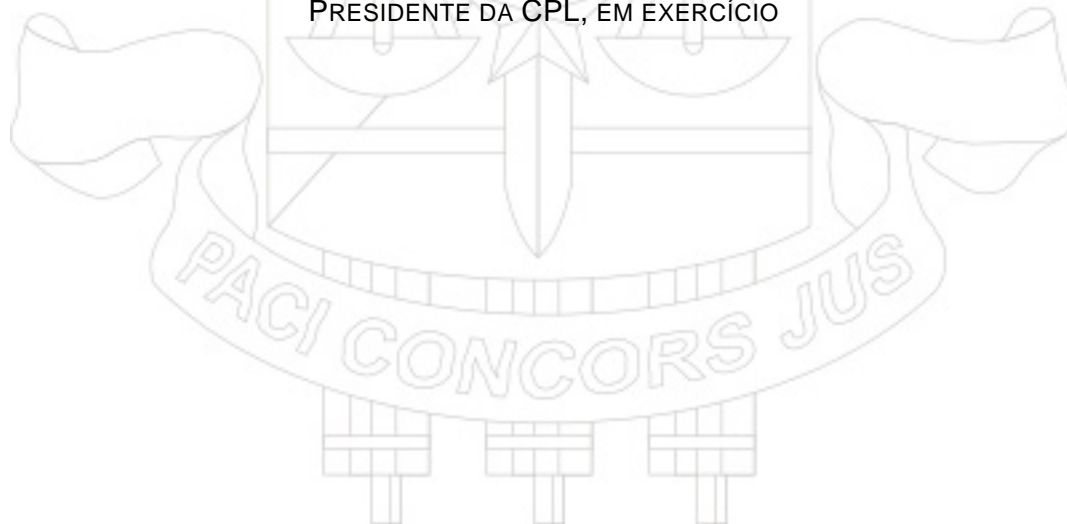 PRESIDENTE DA CPL, EM EXERCÍCIO
PACI CONCORS JUS